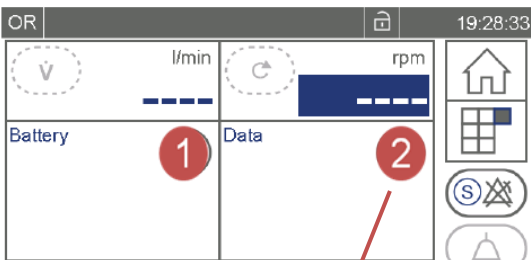 OR 19:28:33
V̇ l/min rpm
---- ----
Battery 1 Data 2
S